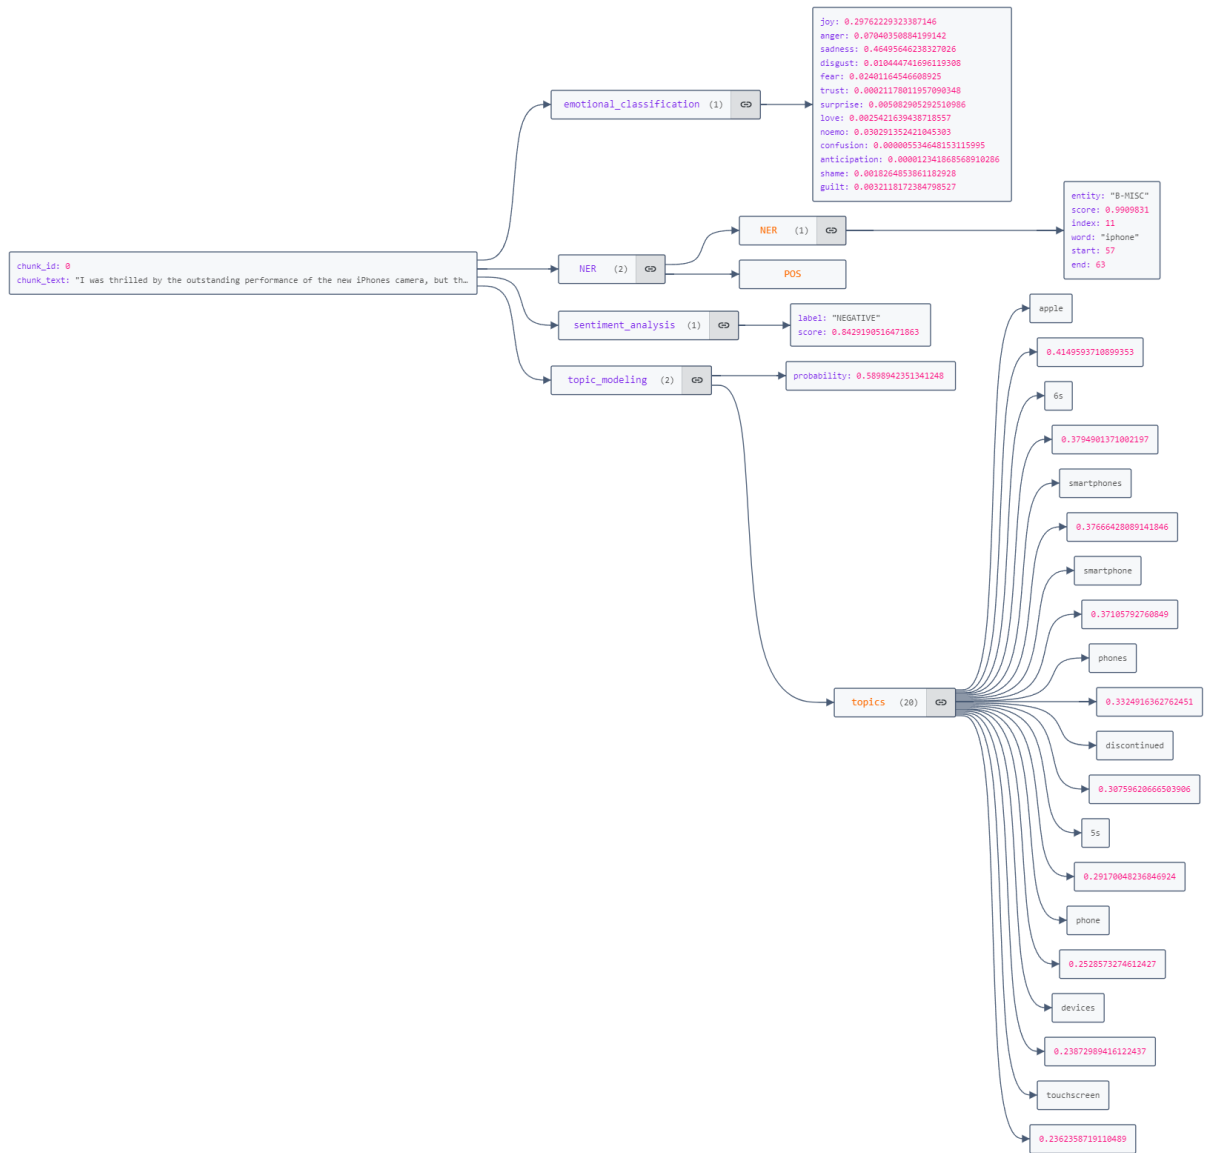 joy: 0.29762229323387146
anger: 0.07040350884199142
sadness: 0.46495646238327026
disgust: 0.010444741696119308
fear: 0.02401164546608925
trust: 0.00021178011957090348
surprise: 0.005082905292510986
love: 0.0025421639438718557
noemo: 0.030291352421045303
confusion: 0.000005534648153115995
anticipation: 0.000012341868568910286
shame: 0.0018264853861182928
guilt: 0.0032118172384798527
emotional_classification (1)
entity: "B-MISC"
score: 0.9909831
index: 11
word: "iphone"
start: 57
end: 63
NER (1)
chunk_id: 0
chunk_text: "I was thrilled by the outstanding performance of the new iPhones camera, but th…
NER (2)
POS
sentiment_analysis (1)
label: "NEGATIVE"
score: 0.8429190516471863
topic_modeling (2)
probability: 0.5898942351341248
topics (20)
apple
0.4149593710899353
6s
0.3794901371002197
smartphones
0.37666428089141846
smartphone
0.37105792760849
phones
0.3324916362762451
discontinued
0.30759620666503906
5s
0.29170048236846924
phone
0.2528573274612427
devices
0.23872989416122437
touchscreen
0.2362358719110489